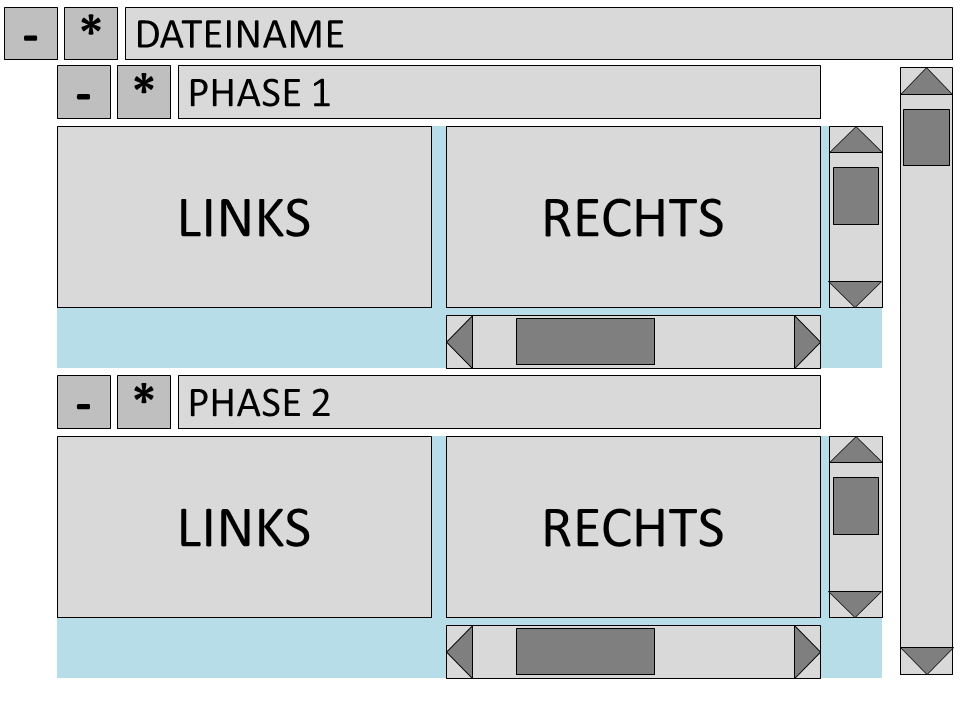 - * DATEINAME
- * PHASE 1
LINKS RECHTS
- * PHASE 2
LINKS RECHTS